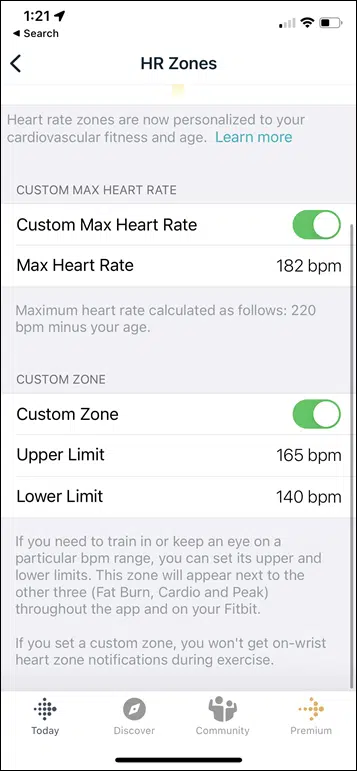 1:21
◀ Search
HR Zones
Heart rate zones are now personalized to your
cardiovascular fitness and age. Learn more
CUSTOM MAX HEART RATE
Custom Max Heart Rate
Max Heart Rate 182 bpm
Maximum heart rate calculated as follows: 220
bpm minus your age.
CUSTOM ZONE
Custom Zone
Upper Limit 165 bpm
Lower Limit 140 bpm
If you need to train in or keep an eye on a
particular bpm range, you can set its upper and
lower limits. This zone will appear next to the
other three (Fat Burn, Cardio and Peak)
throughout the app and on your Fitbit.
If you set a custom zone, you won't get on-wrist
heart zone notifications during exercise.
Today Discover Community Premium